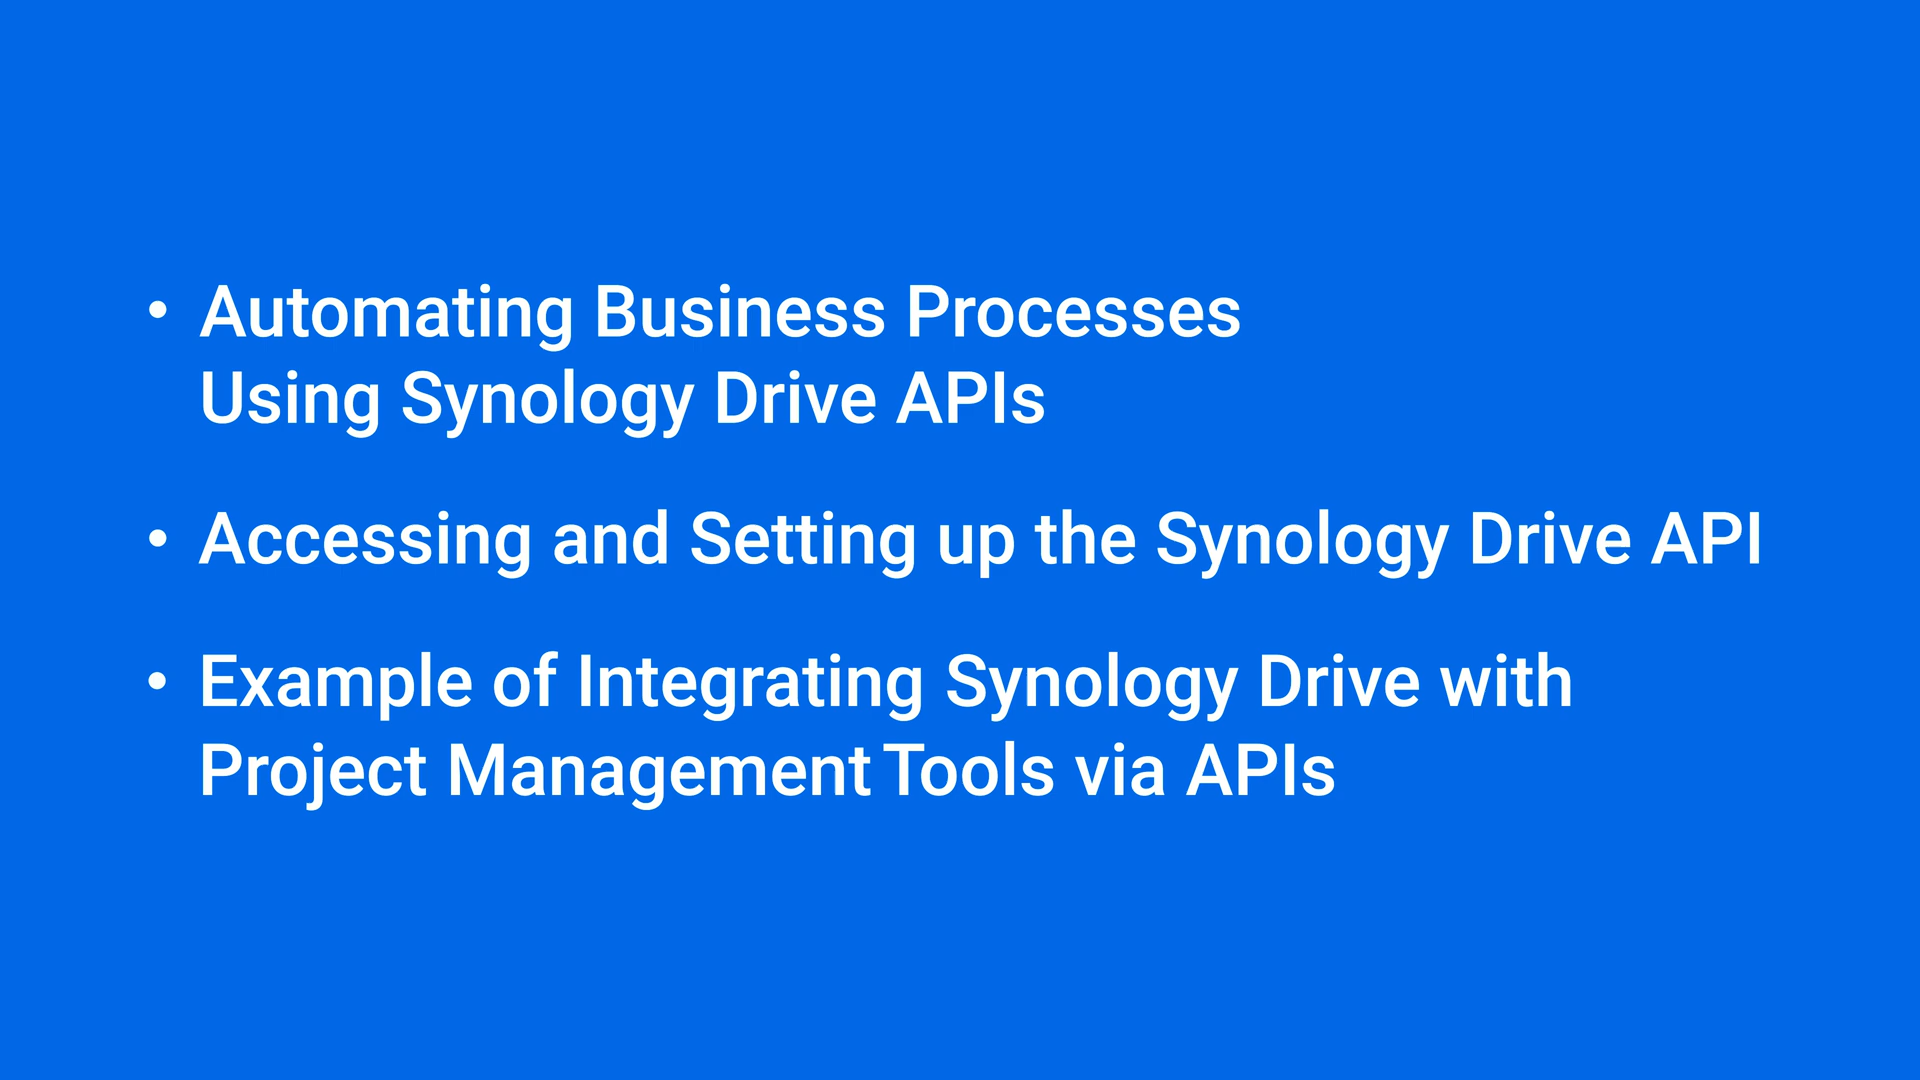 • Automating Business Processes
Using Synology Drive APIs
• Accessing and Setting up the Synology Drive API
• Example of Integrating Synology Drive with
Project Management Tools via APIs